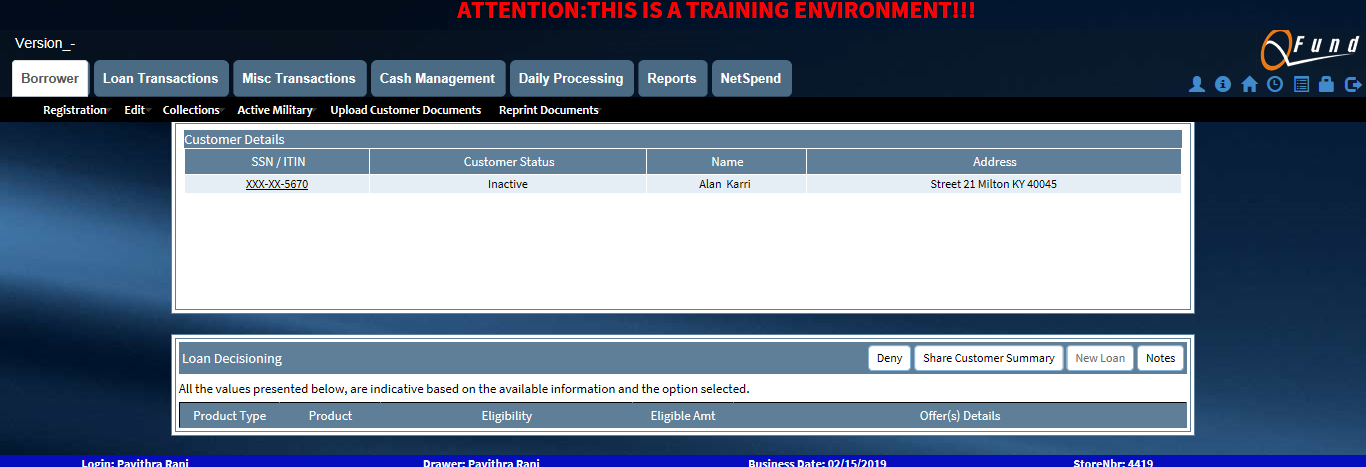 ATTENTION:THIS IS A TRAINING ENVIRONMENT!!!
Version_-
QFund
Borrower Loan Transactions Misc Transactions Cash Management Daily Processing Reports NetSpend
Registration Edit Collections Active Military Upload Customer Documents Reprint Documents
Customer Details
SSN / ITIN Customer Status Name Address
XXX-XX-5670 Inactive Alan Karri Street 21 Milton KY 40045
Loan Decisioning Deny Share Customer Summary New Loan Notes
All the values presented below, are indicative based on the available information and the option selected.
Product Type Product Eligibility Eligible Amt Offer(s) Details
Login: Pavithra Rani Drawer: Pavithra Rani Business Date: 02/15/2019 StoreNbr: 4419